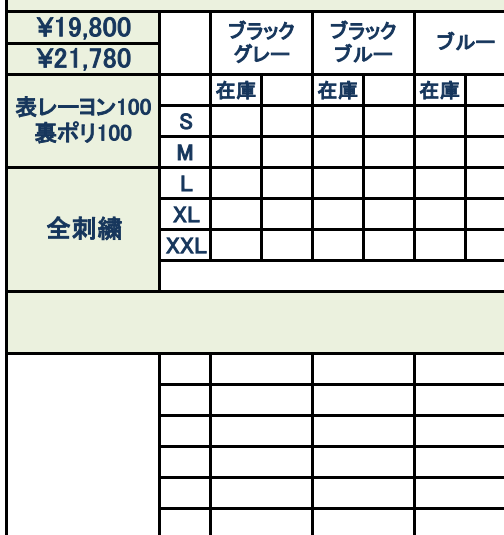 ¥19,800
¥21,780
ブラック
グレー
ブラック
ブルー
ブルー
在庫
在庫
在庫
表レーヨン100
裏ポリ100
S
M
L
XL
XXL
全刺繍